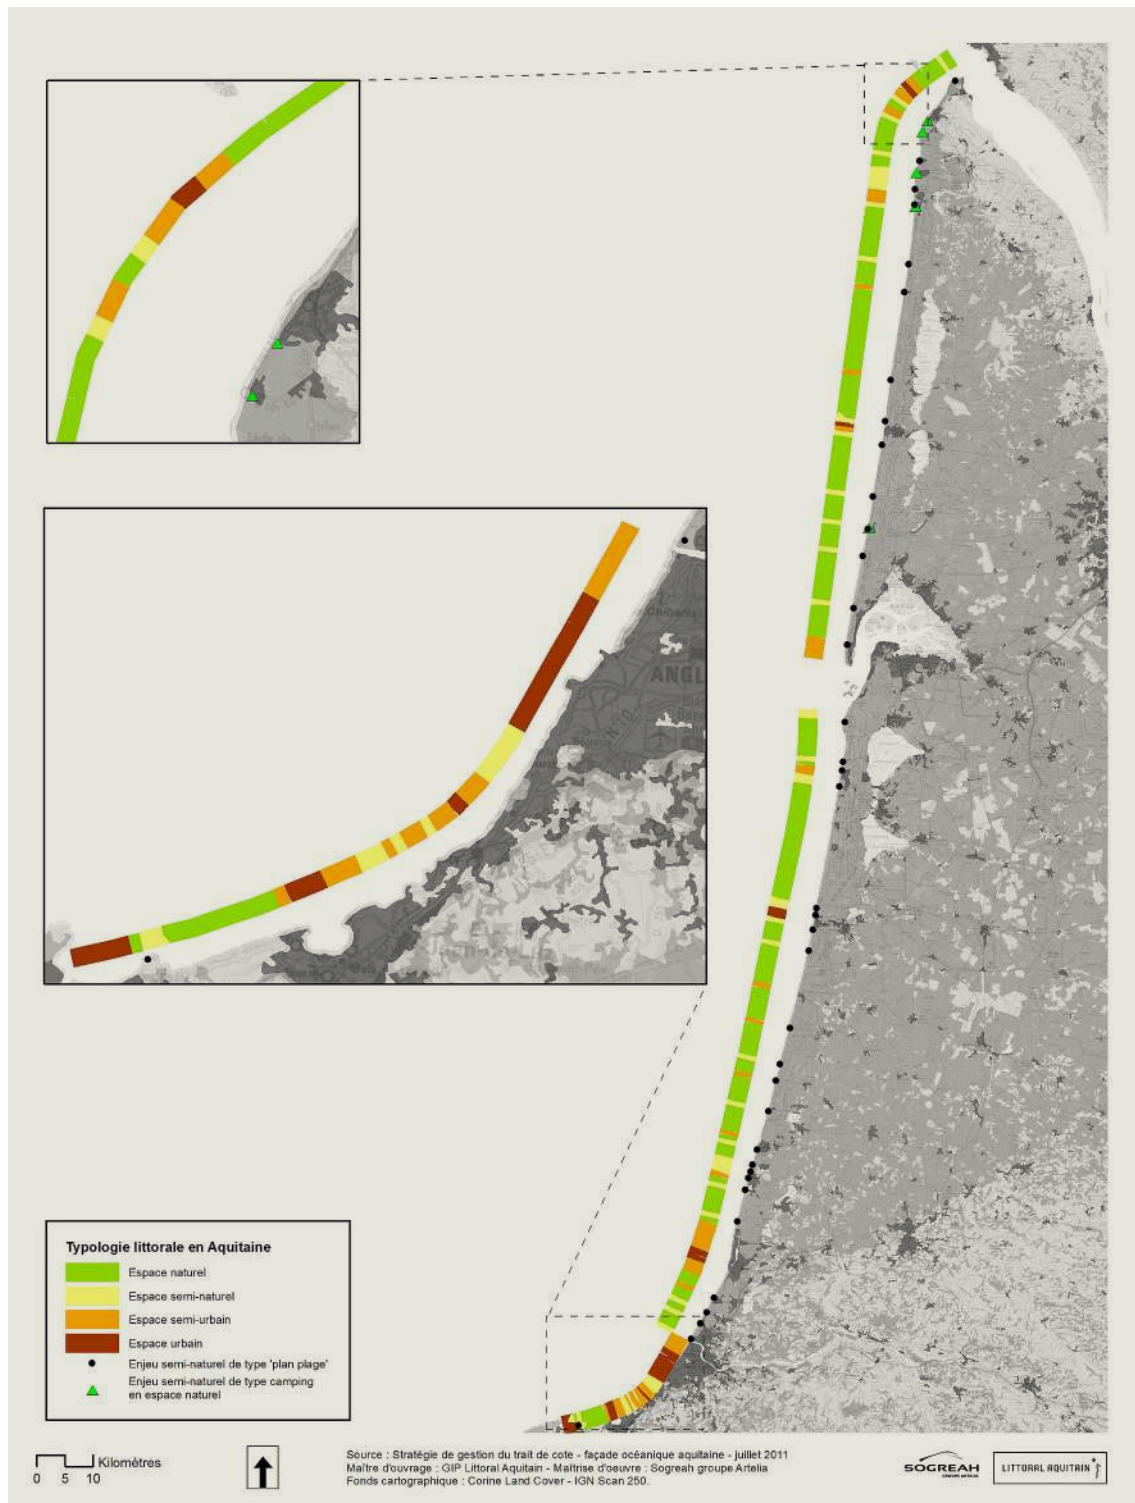 ANGL
Typologie littorale en Aquitaine
Espace naturel
Espace semi-naturel
Espace semi-urbain
Espace urbain
Enjeu semi-naturel de type 'plan plage'
Enjeu semi-naturel de type camping
en espace naturel
Kilomètres
0 5 10
Source : Stratégie de gestion du trait de cote - façade océanique aquitaine - juillet 2011
Maître d'ouvrage : GIP Littoral Aquitain - Maîtrise d'oeuvre : Sogreah groupe Artelia
Fonds cartographique : Corine Land Cover - IGN Scan 250.
SOGREAH
GROUPE ARTELIA
LITTORAL AQUITAIN